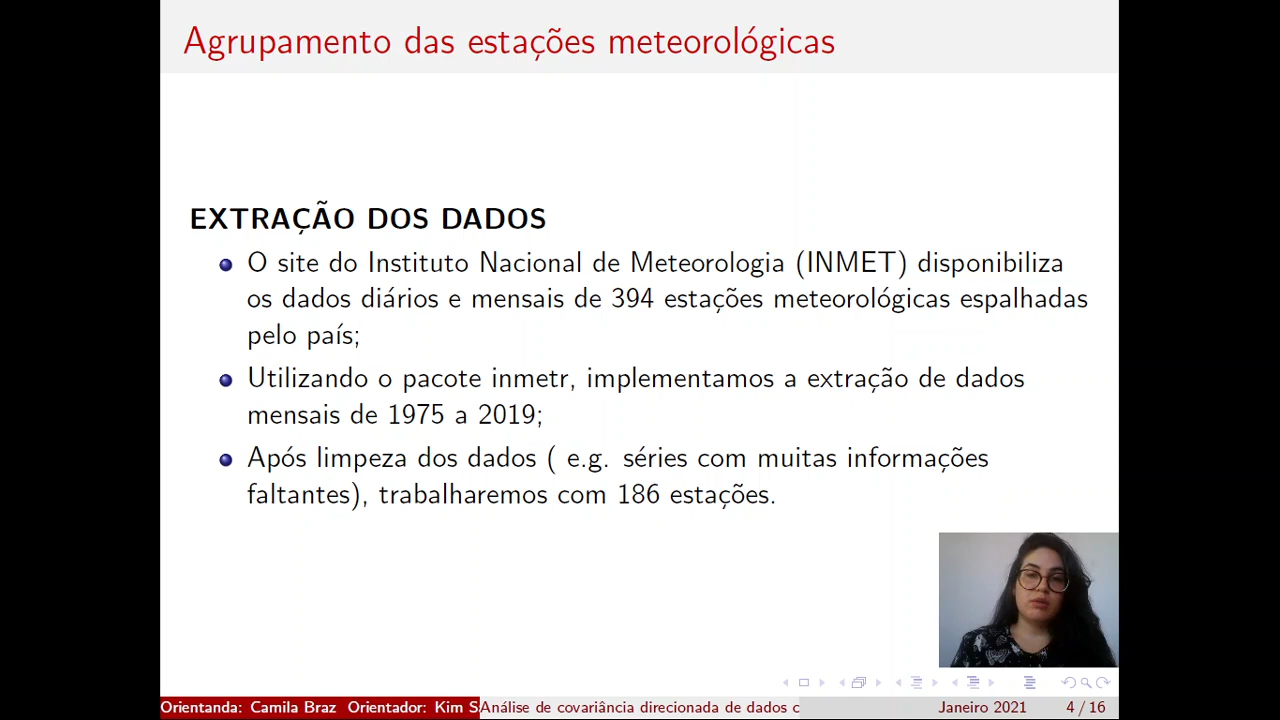 Agrupamento das estações meteorológicas
EXTRAÇÃO DOS DADOS
O site do Instituto Nacional de Meteorologia (INMET) disponibiliza
os dados diários e mensais de 394 estações meteorológicas espalhadas
pelo país;
Utilizando o pacote inmetr, implementamos a extração de dados
mensais de 1975 a 2019;
Após limpeza dos dados ( e.g. séries com muitas informações
faltantes), trabalharemos com 186 estações.
Orientanda: Camila Braz Orientador: Kim S Análise de covariância direcionada de dados c Janeiro 2021 4 / 16